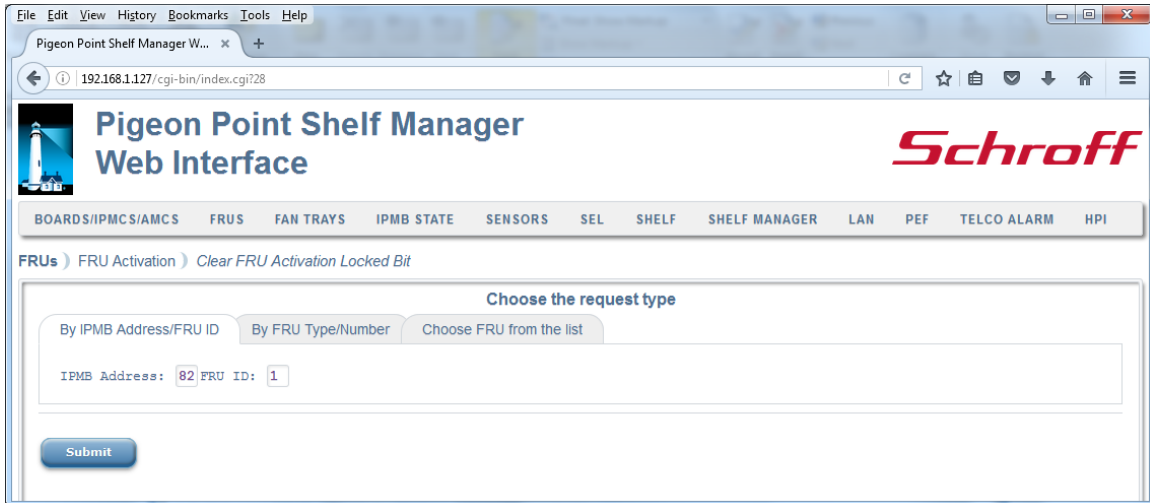 File Edit View History Bookmarks Tools Help
Pigeon Point Shelf Manager W... × +
192.168.1.127/cgi-bin/index.cgi?28
Pigeon Point Shelf Manager
Web Interface
Schroff
BOARDS/IPMCS/AMCS FRUS FAN TRAYS IPMB STATE SENSORS SEL SHELF SHELF MANAGER LAN PEF TELCO ALARM HPI
FRUs ) FRU Activation ) Clear FRU Activation Locked Bit
Choose the request type
By IPMB Address/FRU ID By FRU Type/Number Choose FRU from the list
IPMB Address: 82 FRU ID: 1
Submit